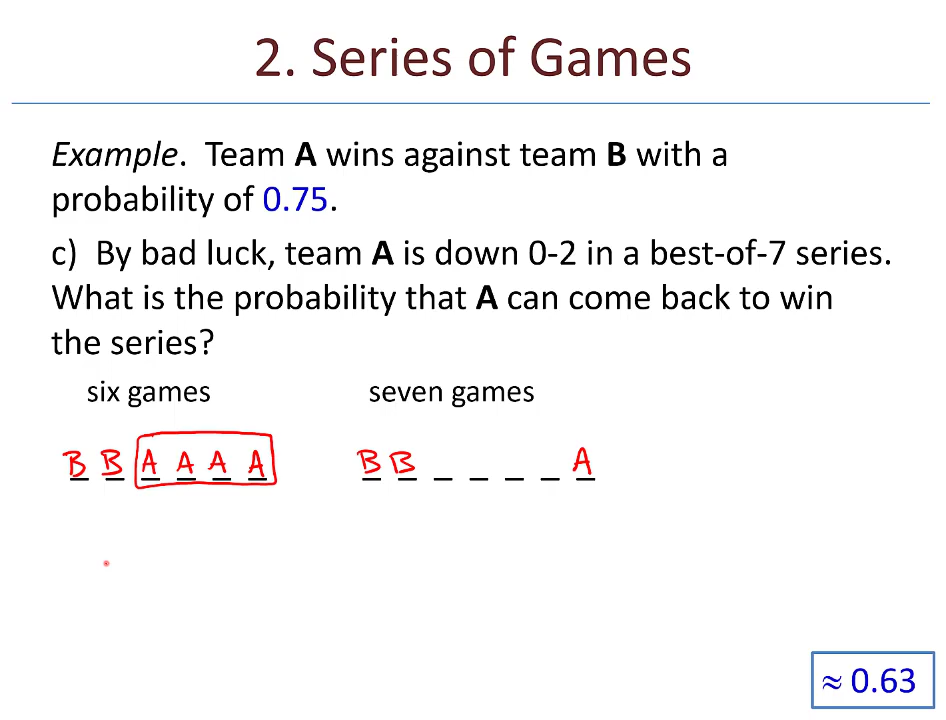 2. Series of Games
Example. Team A wins against team B with a
probability of 0.75.
c) By bad luck, team A is down 0-2 in a best-of-7 series.
What is the probability that A can come back to win
the series?
six games seven games
B B A A A A B B _ _ _ _ A
≈ 0.63